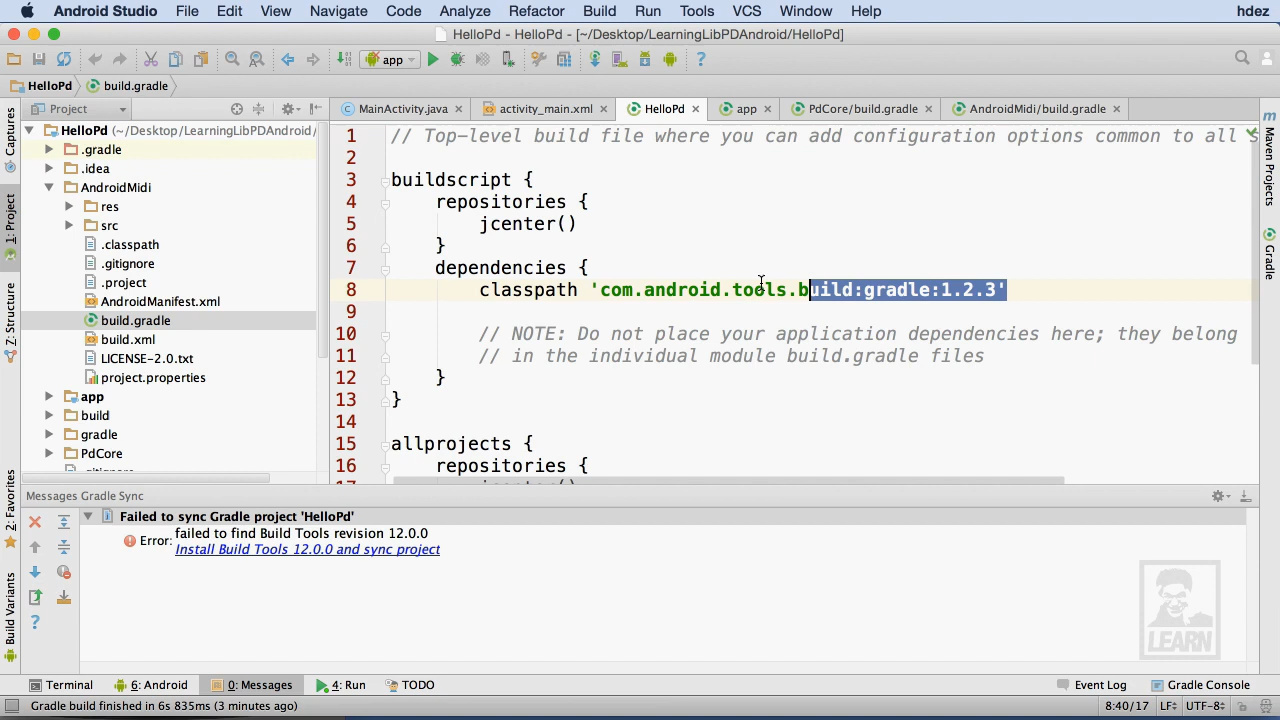 Android Studio File Edit View Navigate Code Analyze Refactor Build Run Tools VCS Window Help hdez
HelloPd - HelloPd - [~/Desktop/LearningLibPDAndroid/HelloPd]
app
HelloPd build.gradle
Project
MainActivity.java activity_main.xml HelloPd app PdCore/build.gradle AndroidMidi/build.gradle
HelloPd (~/Desktop/LearningLibPDAndroid/
.gradle
.idea
AndroidMidi
res
src
.classpath
.gitignore
.project
AndroidManifest.xml
build.gradle
build.xml
LICENSE-2.0.txt
project.properties
app
build
gradle
PdCore
Captures
1: Project
7: Structure
2: Favorites
Build Variants
1 // Top-level build file where you can add configuration options common to all s
2
3 buildscript {
4 repositories {
5 jcenter()
6 }
7 dependencies {
8 classpath 'com.android.tools.build:gradle:1.2.3'
9
10 // NOTE: Do not place your application dependencies here; they belong
11 // in the individual module build.gradle files
12 }
13 }
14
15 allprojects {
16 repositories {
Maven Projects
Gradle
Messages Gradle Sync
Failed to sync Gradle project 'HelloPd'
Error: failed to find Build Tools revision 12.0.0
Install Build Tools 12.0.0 and sync project
LEARN
Terminal 6: Android 0: Messages 4: Run TODO Event Log Gradle Console
Gradle build finished in 6s 835ms (3 minutes ago) 8:40/17 LF UTF-8